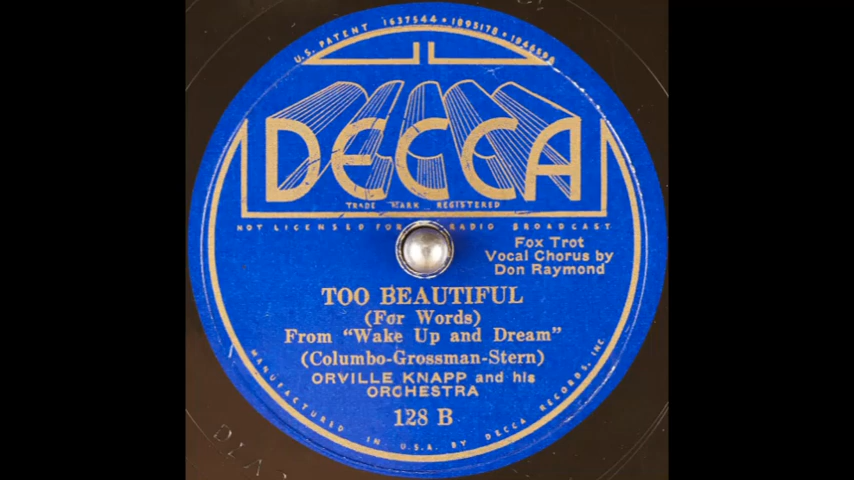 U.S. PATENT 1637544 • 1895178 • 1846659
DECCA
TRADE MARK REGISTERED
NOT LICENSED FOR RADIO BROADCAST
Fox Trot
Vocal Chorus by
Don Raymond
TOO BEAUTIFUL
(For Words)
From "Wake Up and Dream"
(Columbo-Grossman-Stern)
ORVILLE KNAPP and his
ORCHESTRA
128 B
MANUFACTURED IN U.S.A. BY DECCA RECORDS, INC.